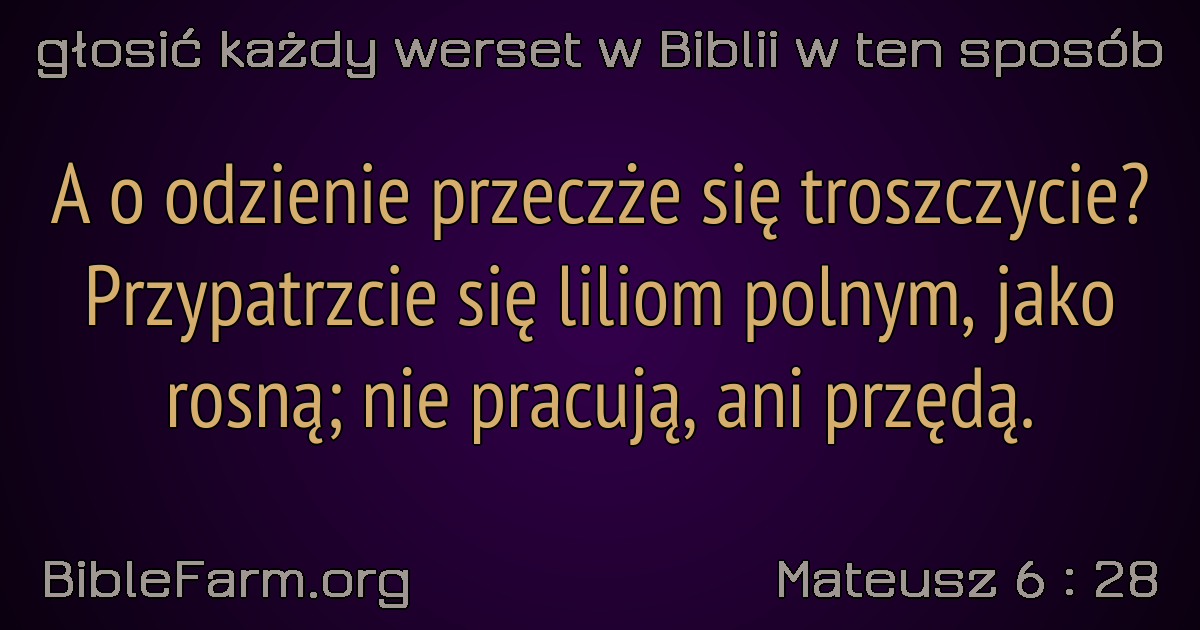 głosić każdy werset w Biblii w ten sposób
A o odzienie przeczże się troszczycie?
Przypatrzcie się liliom polnym, jako
rosną; nie pracują, ani przędą.
BibleFarm.org
Mateusz 6 : 28